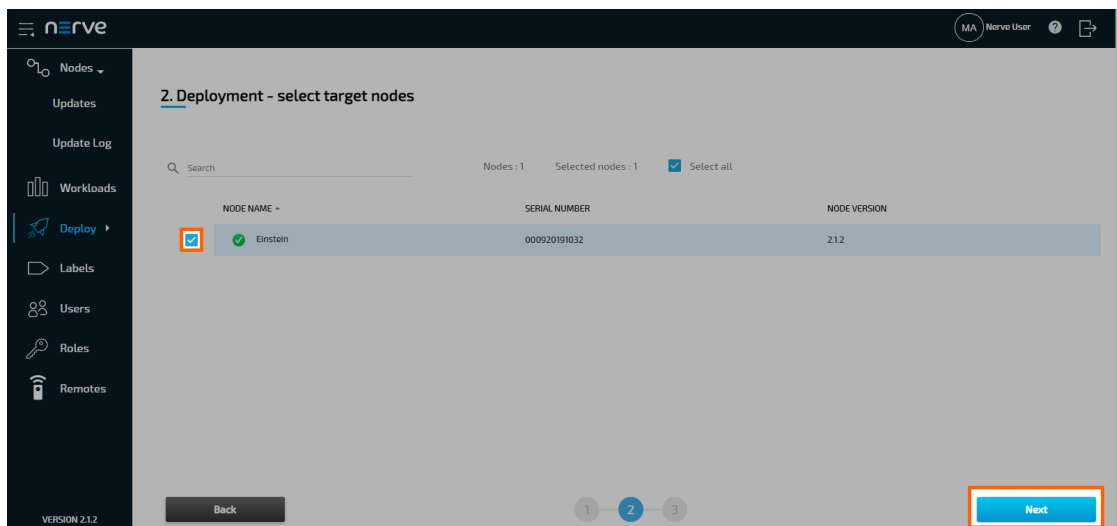 nerve
MA Nerve User ?
Nodes
Updates
Update Log
Workloads
Deploy
Labels
Users
Roles
Remotes
VERSION 2.1.2
2. Deployment - select target nodes
Search Nodes : 1 Selected nodes : 1 Select all
NODE NAME SERIAL NUMBER NODE VERSION
Einstein 000920191032 2.1.2
Back 1 2 3 Next